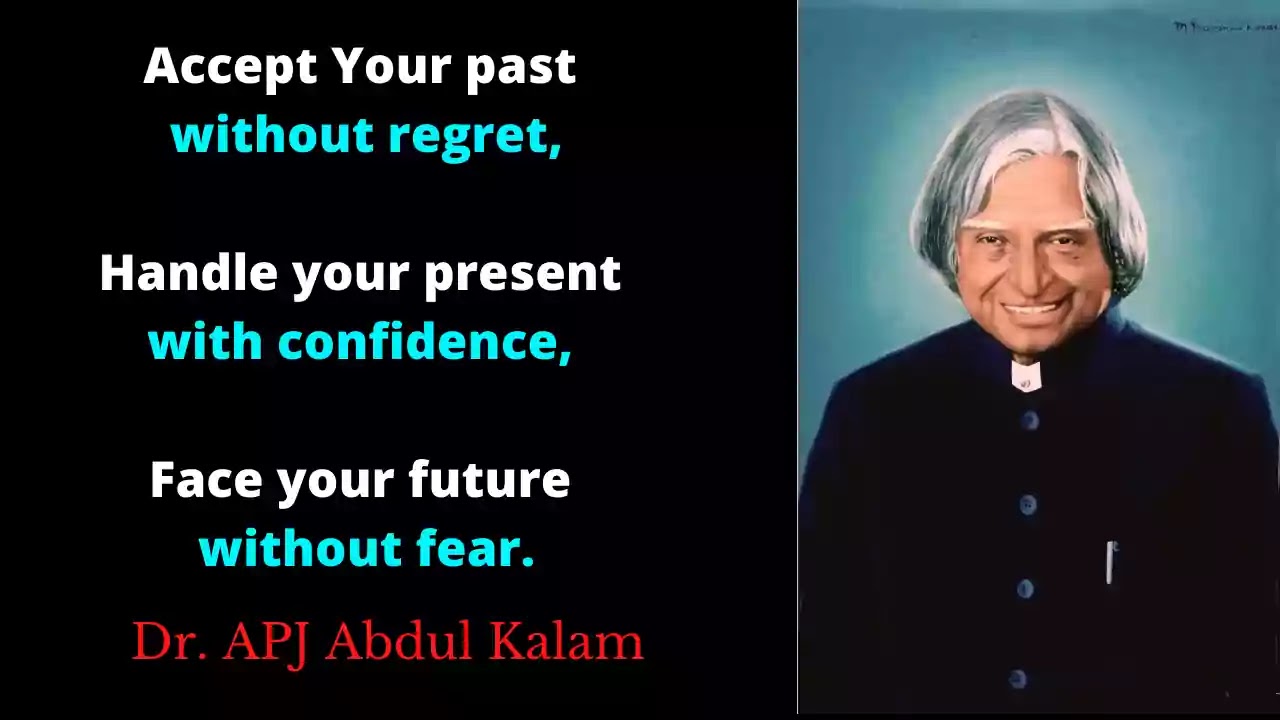 Accept Your past
without regret,
Handle your present
with confidence,
Face your future
without fear.
Dr. APJ Abdul Kalam